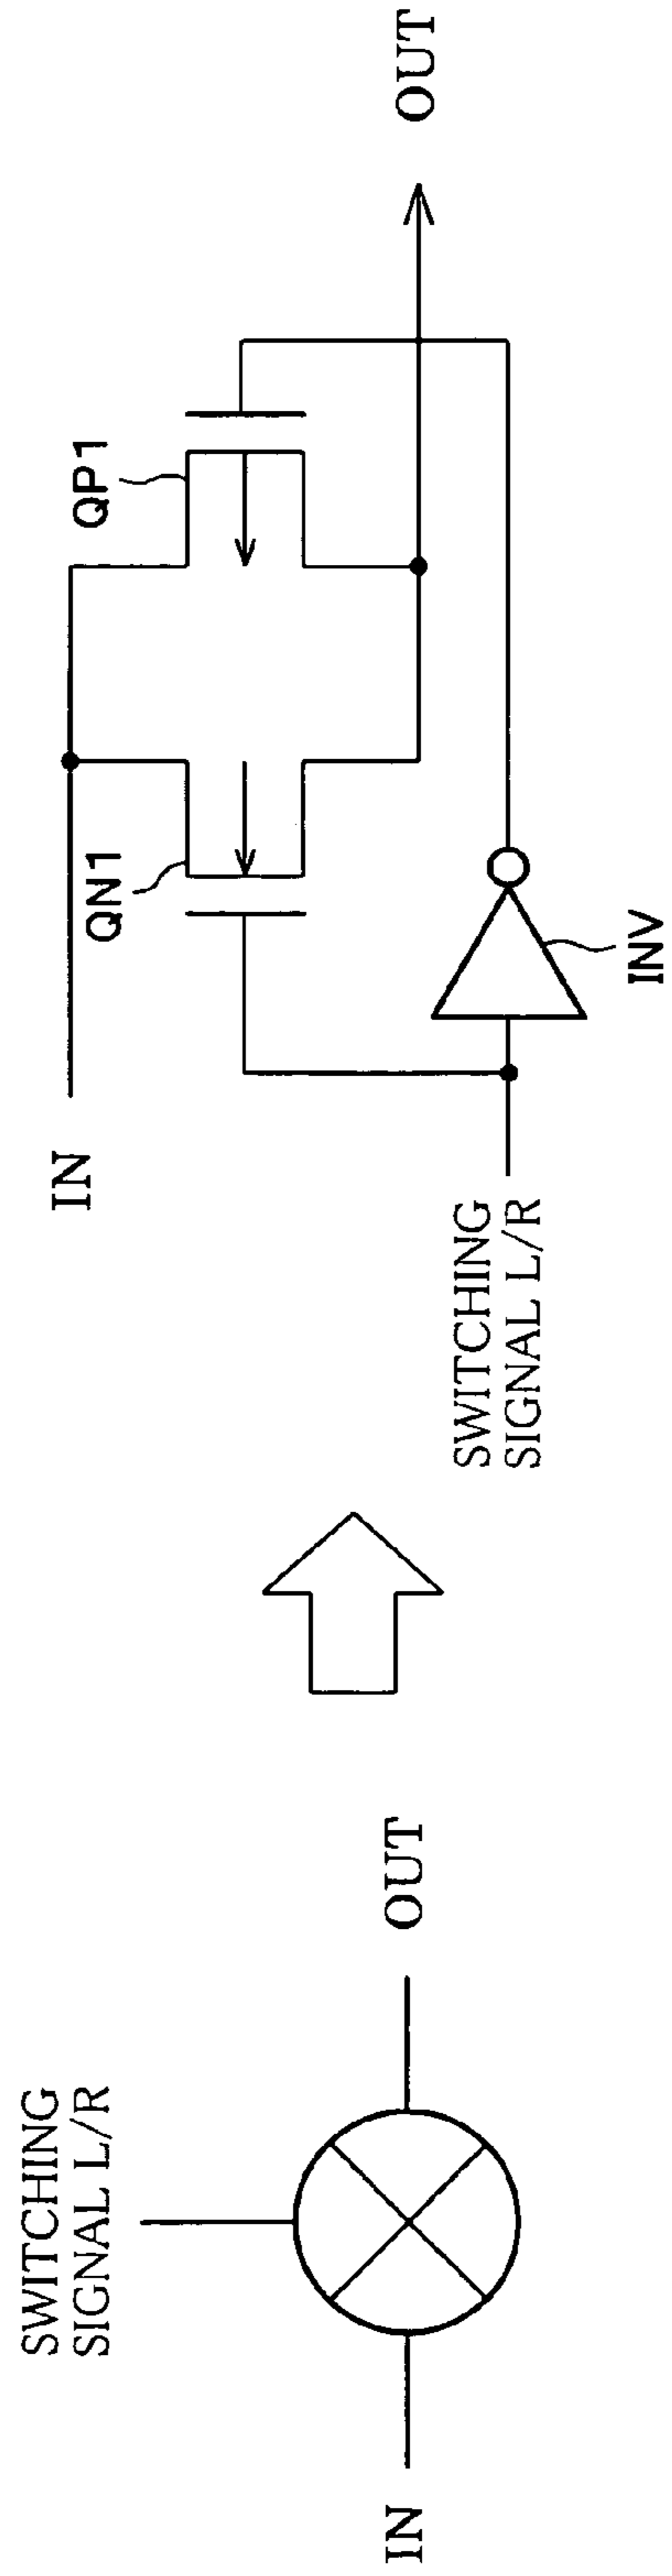 SWITCHING
SIGNAL L/R
IN
OUT
IN
QN1
QP1
OUT
SWITCHING
SIGNAL L/R
INV